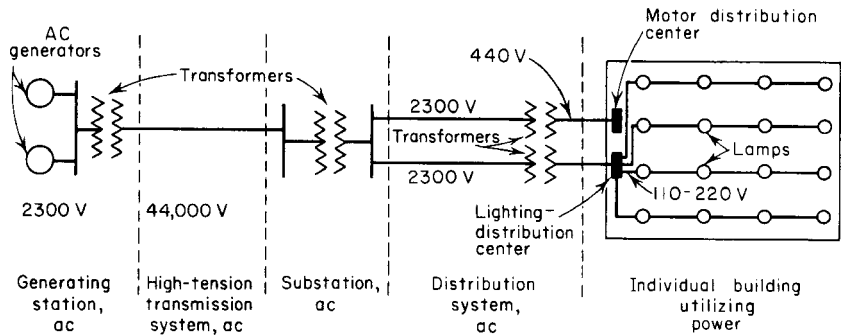 AC
generators
Transformers
440 V
Motor distribution
center
2300 V
Transformers
2300 V
Lamps
110-220 V
Lighting-
distribution
center
2300 V
44,000 V
Generating
station,
ac
High-tension
transmission
system, ac
Substation,
ac
Distribution
system,
ac
Individual building
utilizing
power